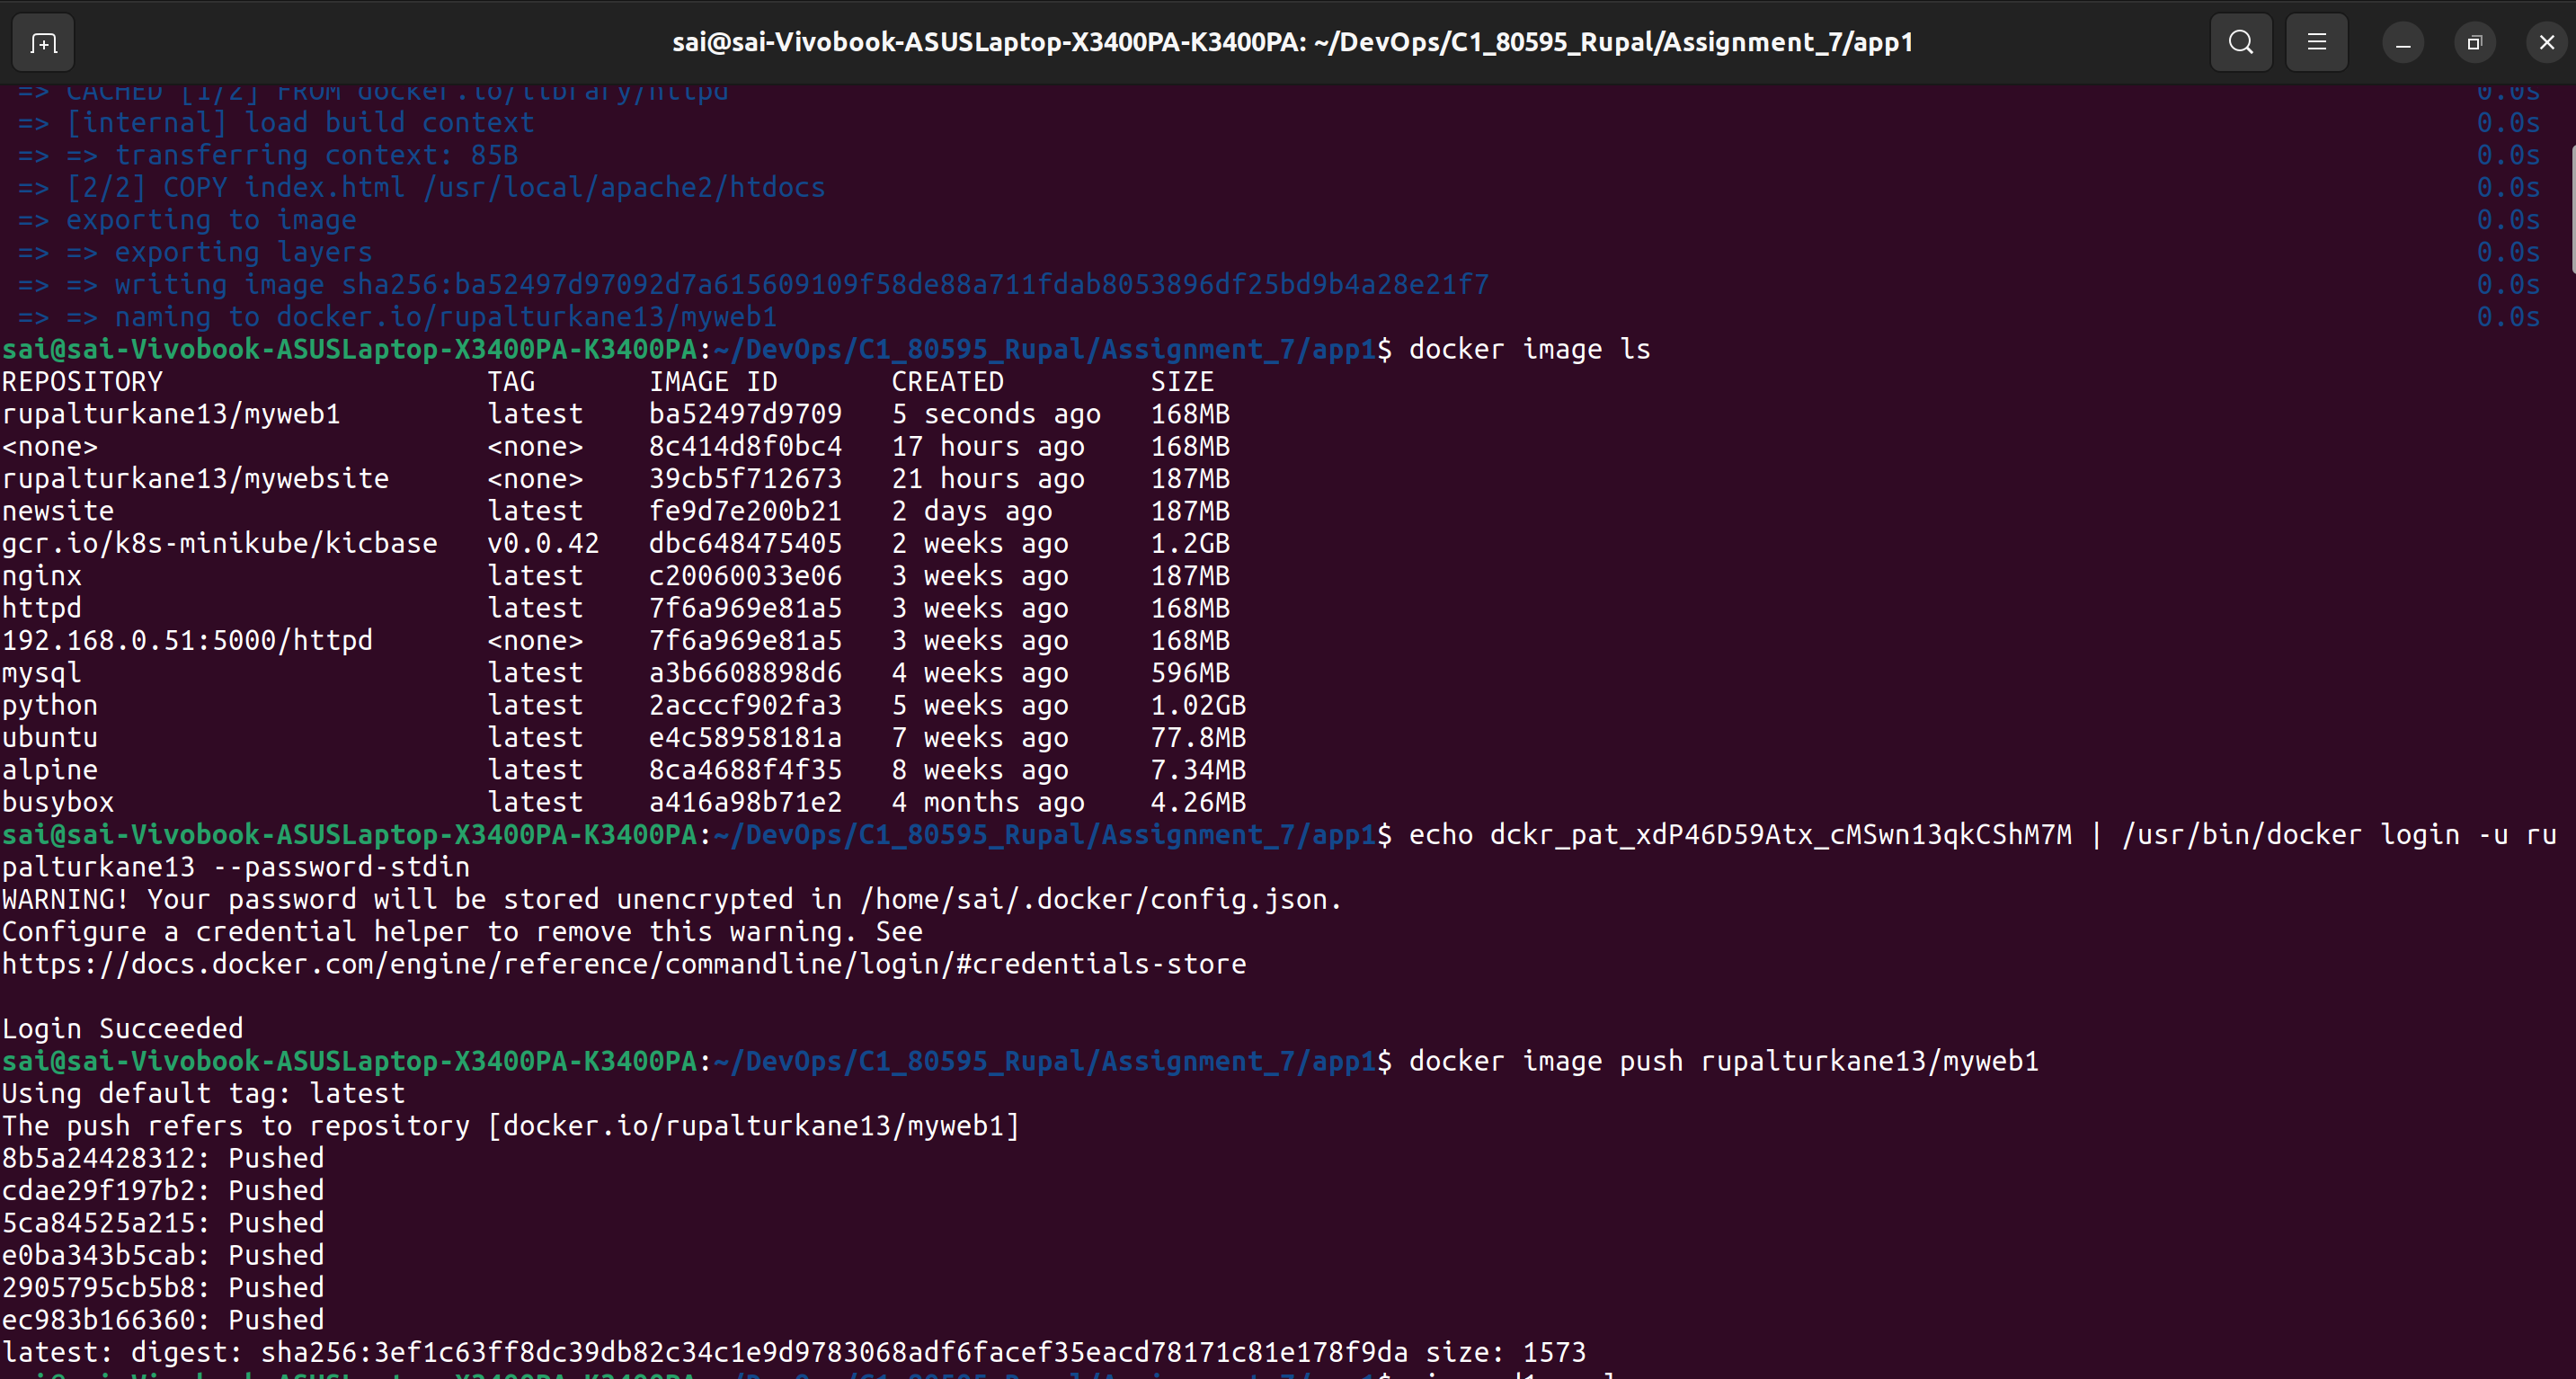 sai@sai-Vivobook-ASUSLaptop-X3400PA-K3400PA: ~/DevOps/C1_80595_Rupal/Assignment_7/app1
=> CACHED [1/2] FROM docker.io/library/httpd 0.0s
=> [internal] load build context 0.0s
=> => transferring context: 85B 0.0s
=> [2/2] COPY index.html /usr/local/apache2/htdocs 0.0s
=> exporting to image 0.0s
=> => exporting layers 0.0s
=> => writing image sha256:ba52497d97092d7a615609109f58de88a711fdab8053896df25bd9b4a28e21f7 0.0s
=> => naming to docker.io/rupalturkane13/myweb1 0.0s
sai@sai-Vivobook-ASUSLaptop-X3400PA-K3400PA:~/DevOps/C1_80595_Rupal/Assignment_7/app1$ docker image ls
REPOSITORY TAG IMAGE ID CREATED SIZE
rupalturkane13/myweb1 latest ba52497d9709 5 seconds ago 168MB
<none> <none> 8c414d8f0bc4 17 hours ago 168MB
rupalturkane13/mywebsite <none> 39cb5f712673 21 hours ago 187MB
newsite latest fe9d7e200b21 2 days ago 187MB
gcr.io/k8s-minikube/kicbase v0.0.42 dbc648475405 2 weeks ago 1.2GB
nginx latest c20060033e06 3 weeks ago 187MB
httpd latest 7f6a969e81a5 3 weeks ago 168MB
192.168.0.51:5000/httpd <none> 7f6a969e81a5 3 weeks ago 168MB
mysql latest a3b6608898d6 4 weeks ago 596MB
python latest 2acccf902fa3 5 weeks ago 1.02GB
ubuntu latest e4c58958181a 7 weeks ago 77.8MB
alpine latest 8ca4688f4f35 8 weeks ago 7.34MB
busybox latest a416a98b71e2 4 months ago 4.26MB
sai@sai-Vivobook-ASUSLaptop-X3400PA-K3400PA:~/DevOps/C1_80595_Rupal/Assignment_7/app1$ echo dckr_pat_xdP46D59Atx_cMSwn13qkCShM7M | /usr/bin/docker login -u ru
palturkane13 --password-stdin
WARNING! Your password will be stored unencrypted in /home/sai/.docker/config.json.
Configure a credential helper to remove this warning. See
https://docs.docker.com/engine/reference/commandline/login/#credentials-store
Login Succeeded
sai@sai-Vivobook-ASUSLaptop-X3400PA-K3400PA:~/DevOps/C1_80595_Rupal/Assignment_7/app1$ docker image push rupalturkane13/myweb1
Using default tag: latest
The push refers to repository [docker.io/rupalturkane13/myweb1]
8b5a24428312: Pushed
cdae29f197b2: Pushed
5ca84525a215: Pushed
e0ba343b5cab: Pushed
2905795cb5b8: Pushed
ec983b166360: Pushed
latest: digest: sha256:3ef1c63ff8dc39db82c34c1e9d9783068adf6facef35eacd78171c81e178f9da size: 1573
sai@sai-Vivobook-ASUSLaptop-X3400PA-K3400PA:~/DevOps/C1_80595_Rupal/Assignment_7/app1$